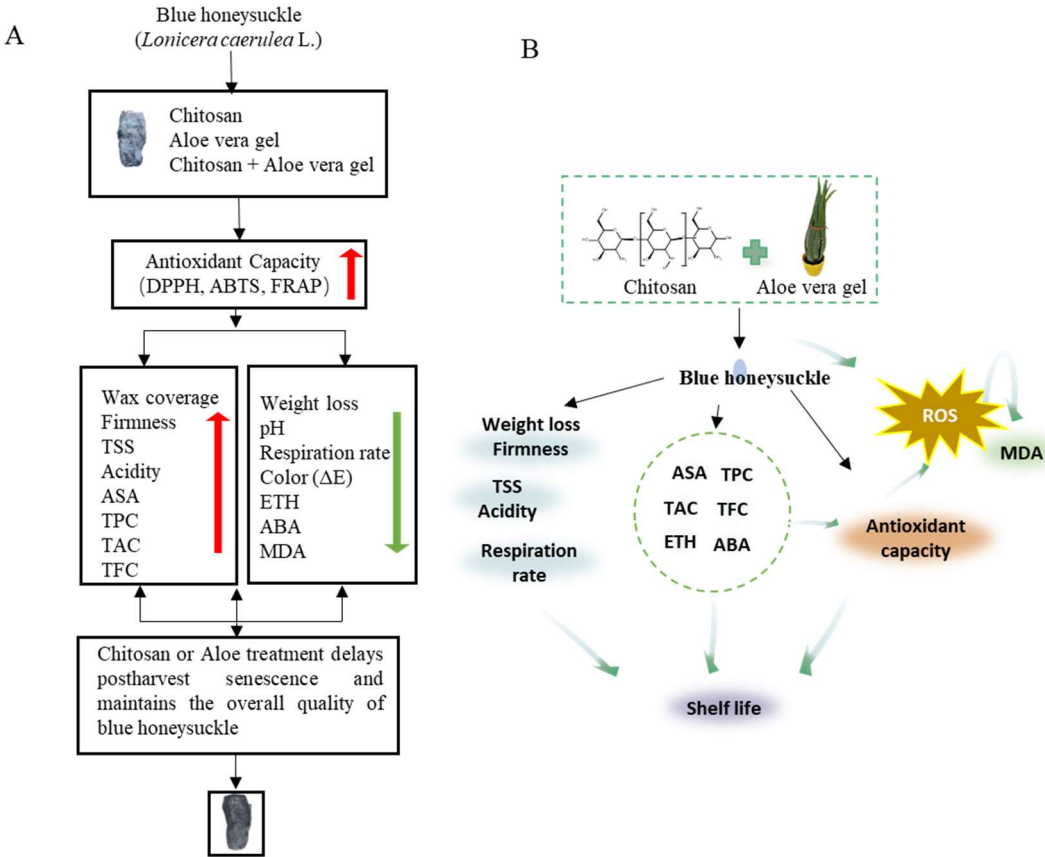 A
Blue honeysuckle
(Lonicera caerulea L.)
Chitosan
Aloe vera gel
Chitosan + Aloe vera gel
Antioxidant Capacity
(DPPH, ABTS, FRAP)
Wax coverage
Firmness
TSS
Acidity
ASA
TPC
TAC
TFC
Weight loss
pH
Respiration rate
Color (ΔE)
ETH
ABA
MDA
Chitosan or Aloe treatment delays
postharvest senescence and
maintains the overall quality of
blue honeysuckle
B
Chitosan
Aloe vera gel
Blue honeysuckle
Weight loss
Firmness
TSS
Acidity
Respiration
rate
ASA TPC
TAC TFC
ETH ABA
ROS
MDA
Antioxidant
capacity
Shelf life